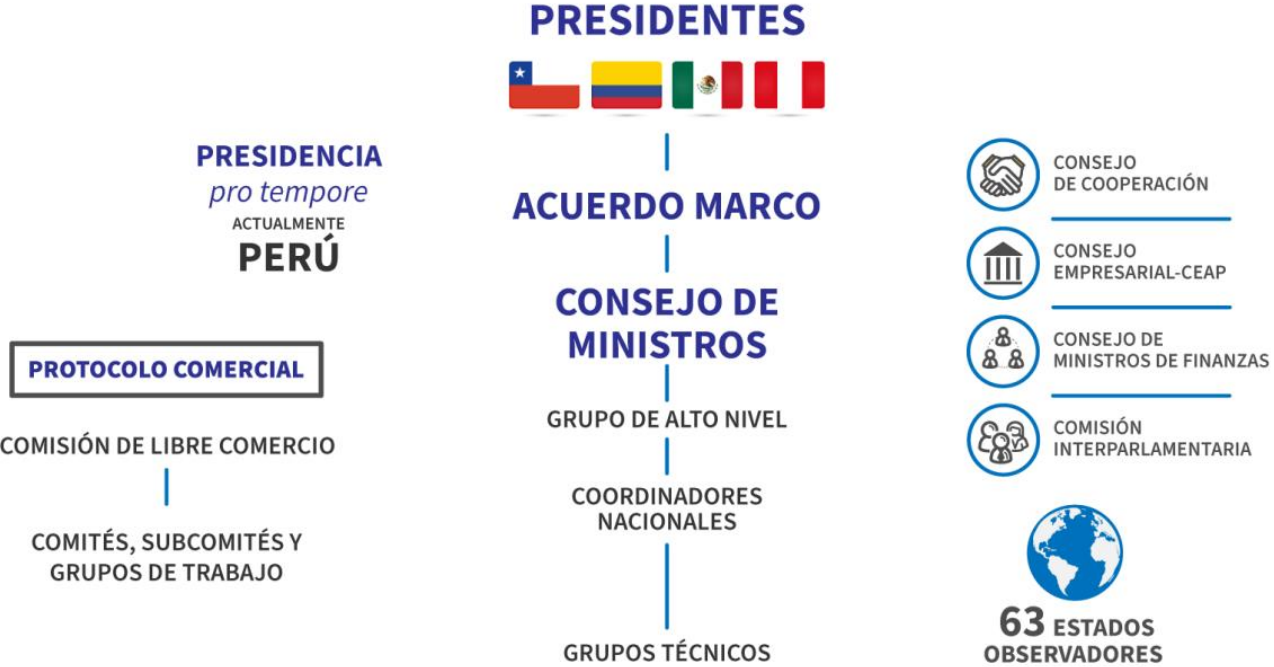 PRESIDENTES
PRESIDENCIA
pro tempore
ACTUALMENTE
PERÚ
PROTOCOLO COMERCIAL
COMISIÓN DE LIBRE COMERCIO
COMITÉS, SUBCOMITÉS Y
GRUPOS DE TRABAJO
ACUERDO MARCO
CONSEJO DE
MINISTROS
GRUPO DE ALTO NIVEL
COORDINADORES
NACIONALES
GRUPOS TÉCNICOS
CONSEJO
DE COOPERACIÓN
CONSEJO
EMPRESARIAL-CEAP
CONSEJO DE
MINISTROS DE FINANZAS
COMISIÓN
INTERPARLAMENTARIA
63 ESTADOS
OBSERVADORES